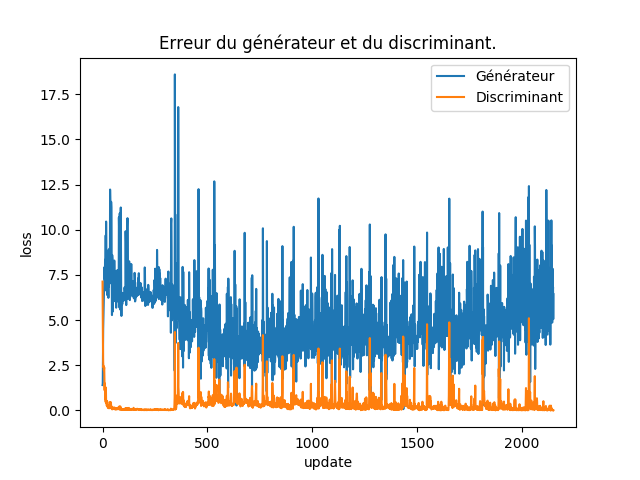 Erreur du générateur et du discriminant.
Générateur
Discriminant
loss
17.5
15.0
12.5
10.0
7.5
5.0
2.5
0.0
0
500
1000
1500
2000
update